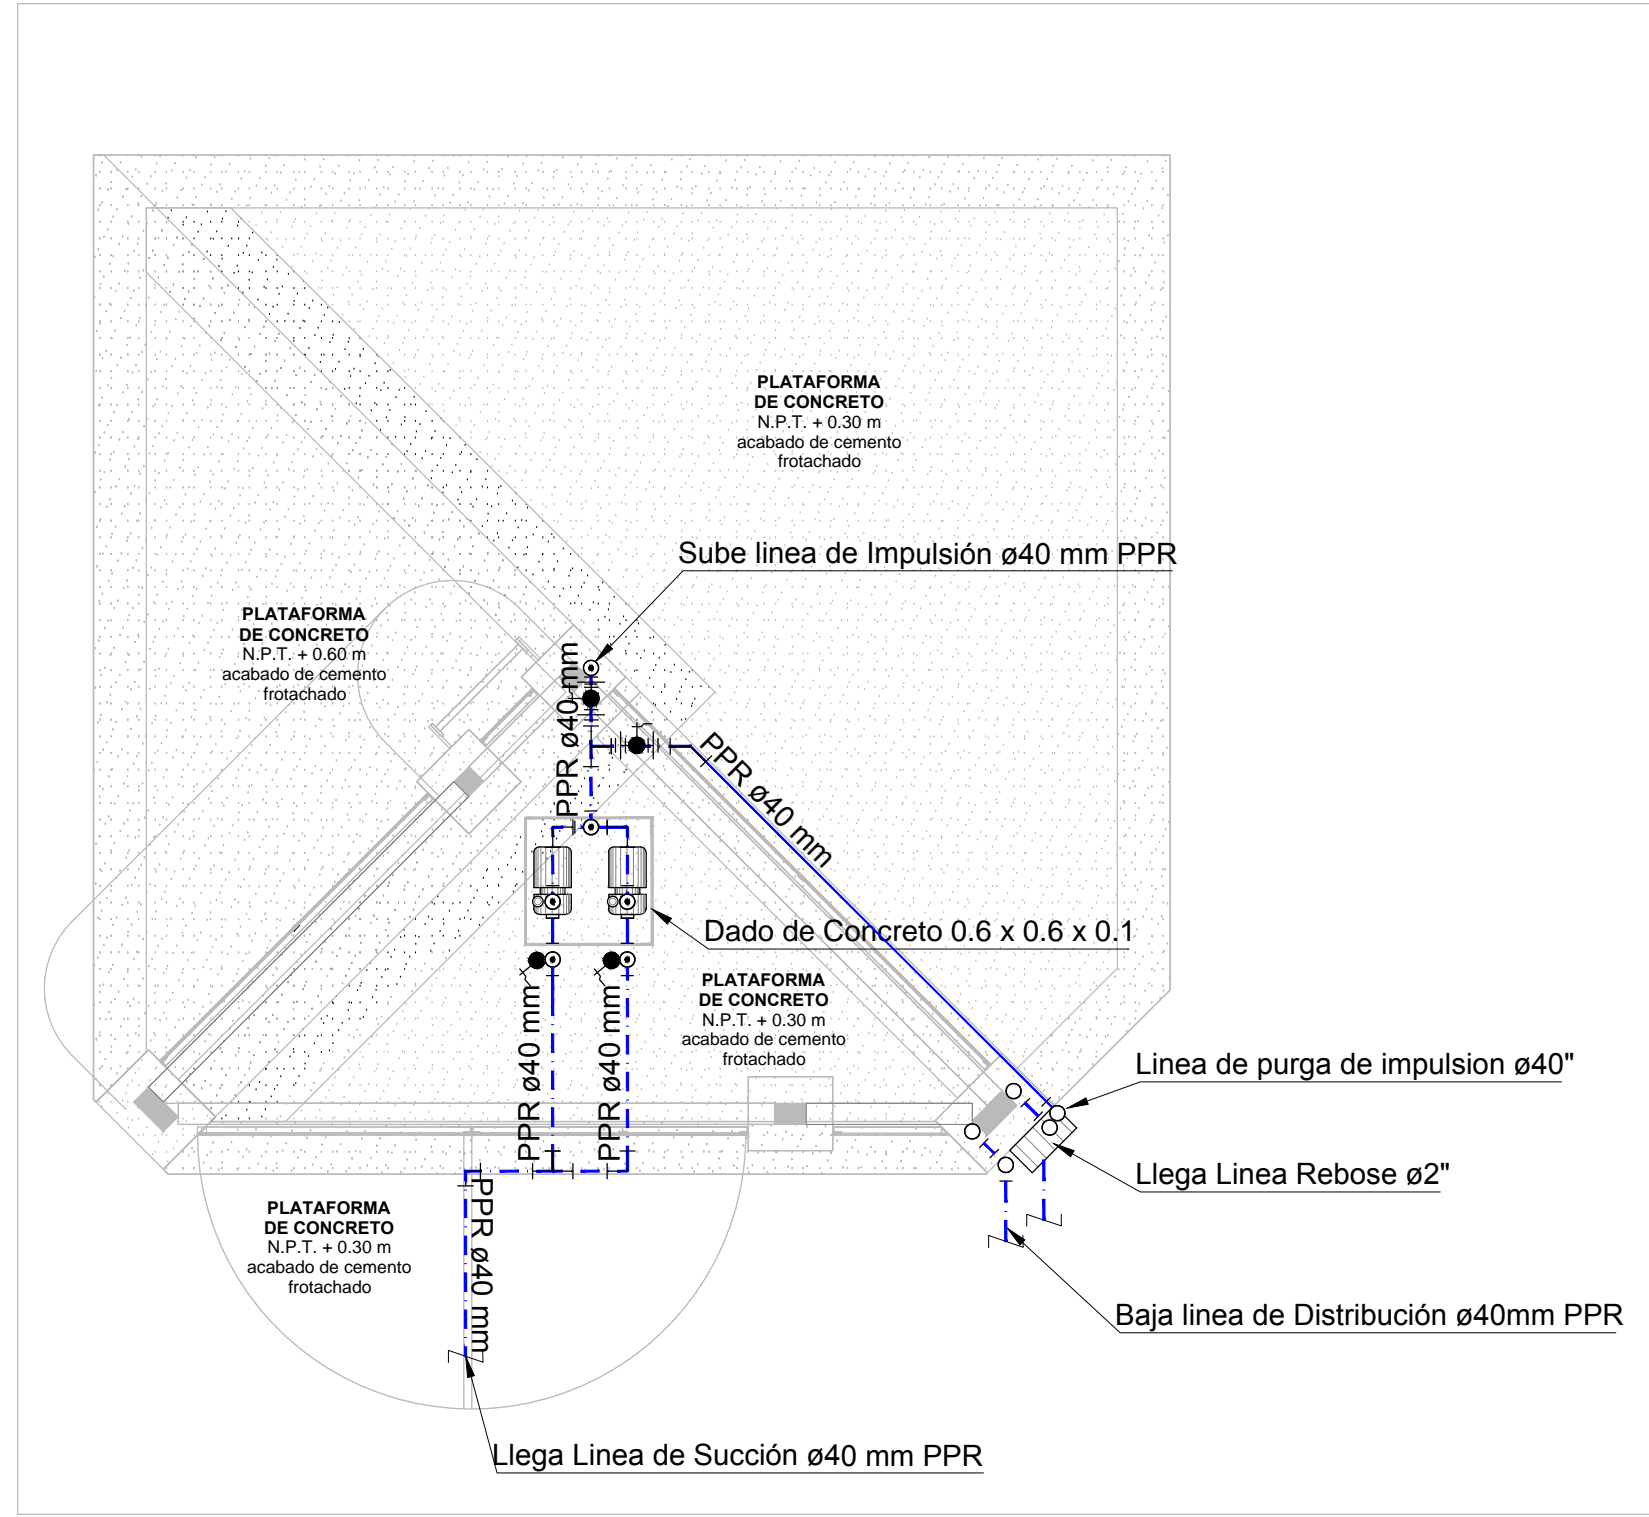 PLATAFORMA
DE CONCRETO
N.P.T. + 0.30 m
acabado de cemento
frotachado
Sube linea de Impulsión ø40 mm PPR
PLATAFORMA
DE CONCRETO
N.P.T. + 0.60 m
acabado de cemento
frotachado
PPR ø40 mm
PPR ø40 mm
Dado de Concreto 0.6 x 0.6 x 0.1
PLATAFORMA
DE CONCRETO
N.P.T. + 0.30 m
acabado de cemento
frotachado
PPR ø40 mm
PPR ø40 mm
Linea de purga de impulsion ø40"
Llega Linea Rebose ø2"
PLATAFORMA
DE CONCRETO
N.P.T. + 0.30 m
acabado de cemento
frotachado
PPR ø40 mm
Baja linea de Distribución ø40mm PPR
Llega Linea de Succión ø40 mm PPR